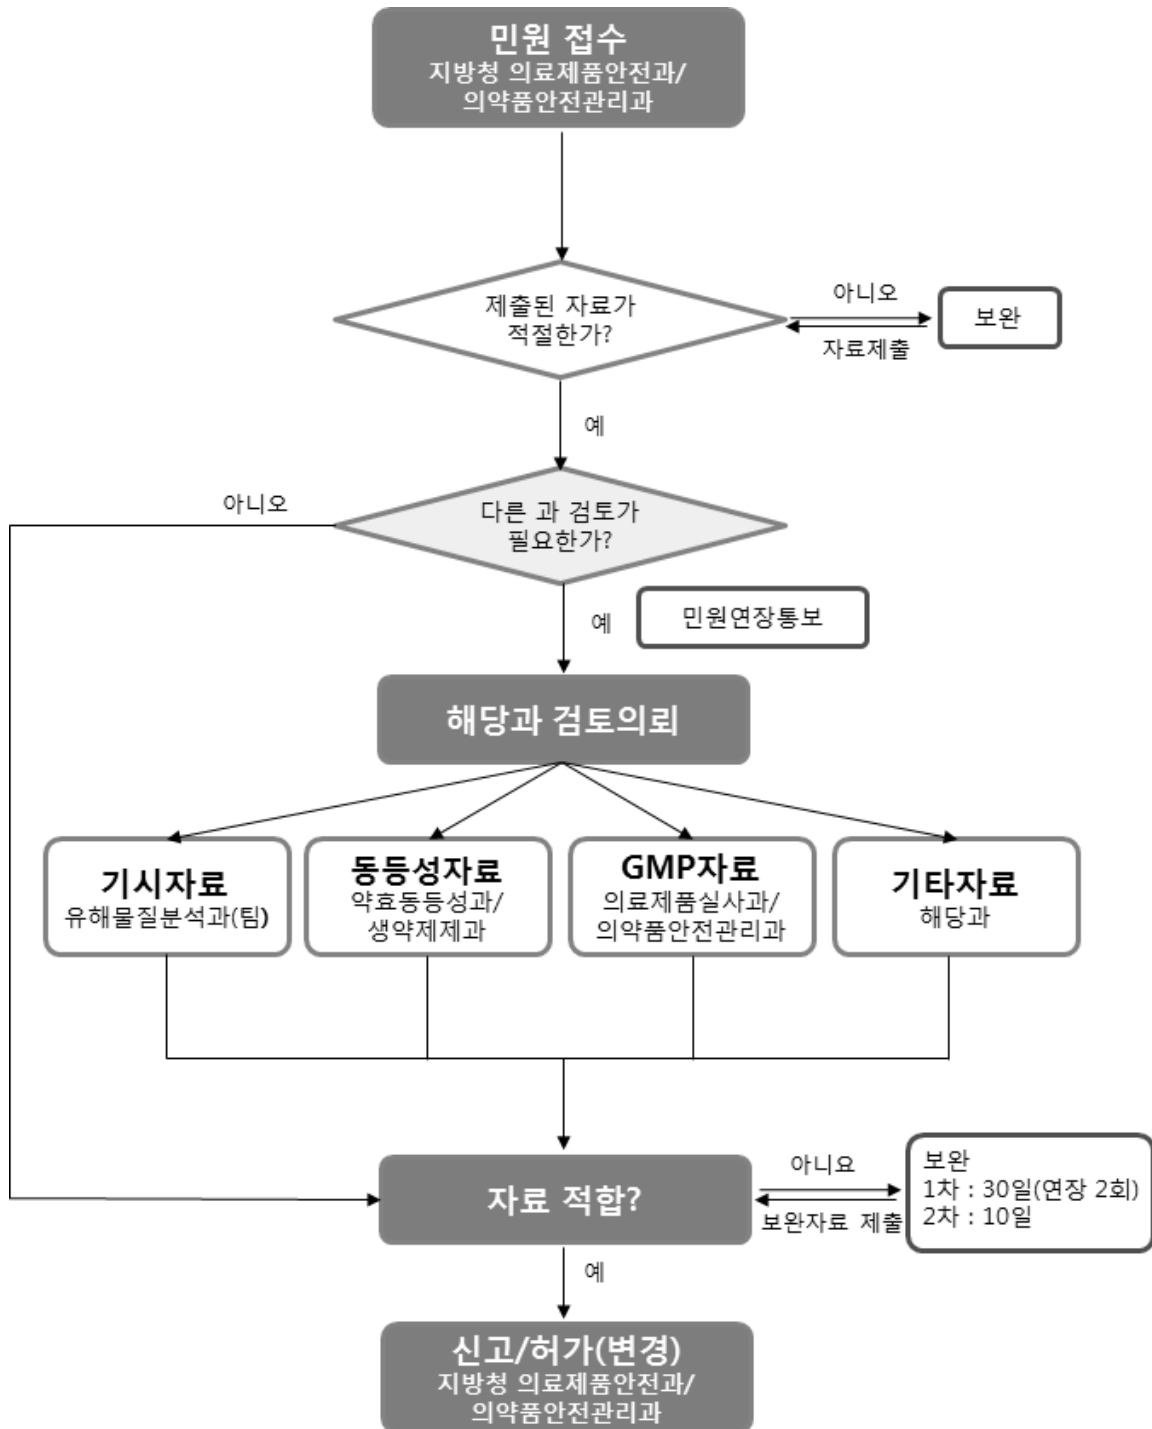 민원 접수
지방청 의료제품안전과/
의약품안전관리과
제출된 자료가
적절한가?
아니오
자료제출
보완
예
다른 과 검토가
필요한가?
아니오
예
민원연장통보
해당과 검토의뢰
기시자료
유해물질분석과(팀)
동등성자료
약효동등성과/
생약제제과
GMP자료
의료제품실사과/
의약품안전관리과
기타자료
해당과
자료 적합?
아니요
보완자료 제출
보완
1차 : 30일(연장 2회)
2차 : 10일
예
신고/허가(변경)
지방청 의료제품안전과/
의약품안전관리과